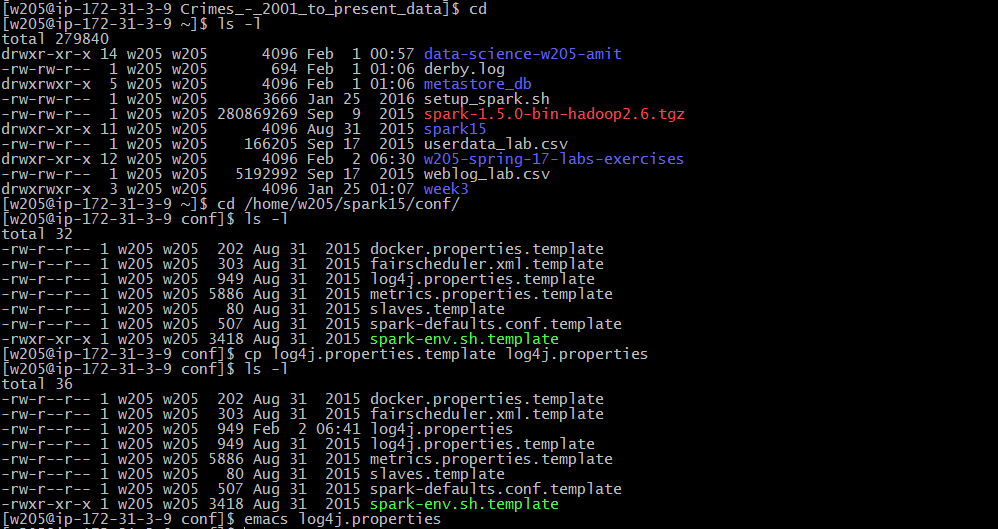 [w205@ip-172-31-3-9 Crimes_-_2001_to_present_data]$ cd
[w205@ip-172-31-3-9 ~]$ ls -l
total 279840
drwxr-xr-x 14 w205 w205      4096 Feb  1 00:57 data-science-w205-amit
-rw-rw-r--  1 w205 w205       694 Feb  1 01:06 derby.log
drwxrwxr-x  5 w205 w205      4096 Feb  1 01:06 metastore_db
-rw-rw-r--  1 w205 w205      3666 Jan 25  2016 setup_spark.sh
-rw-rw-r--  1 w205 w205 280869269 Sep  9  2015 spark-1.5.0-bin-hadoop2.6.tgz
drwxr-xr-x 11 w205 w205      4096 Aug 31  2015 spark15
-rw-rw-r--  1 w205 w205    166205 Sep 17  2015 userdata_lab.csv
drwxr-xr-x 12 w205 w205      4096 Feb  2 06:30 w205-spring-17-labs-exercises
-rw-rw-r--  1 w205 w205   5192992 Sep 17  2015 weblog_lab.csv
drwxrwxr-x  3 w205 w205      4096 Jan 25 01:07 week3
[w205@ip-172-31-3-9 ~]$ cd /home/w205/spark15/conf/
[w205@ip-172-31-3-9 conf]$ ls -l
total 32
-rw-r--r-- 1 w205 w205  202 Aug 31  2015 docker.properties.template
-rw-r--r-- 1 w205 w205  303 Aug 31  2015 fairscheduler.xml.template
-rw-r--r-- 1 w205 w205  949 Aug 31  2015 log4j.properties.template
-rw-r--r-- 1 w205 w205 5886 Aug 31  2015 metrics.properties.template
-rw-r--r-- 1 w205 w205   80 Aug 31  2015 slaves.template
-rw-r--r-- 1 w205 w205  507 Aug 31  2015 spark-defaults.conf.template
-rwxr-xr-x 1 w205 w205 3418 Aug 31  2015 spark-env.sh.template
[w205@ip-172-31-3-9 conf]$ cp log4j.properties.template log4j.properties
[w205@ip-172-31-3-9 conf]$ ls -l
total 36
-rw-r--r-- 1 w205 w205  202 Aug 31  2015 docker.properties.template
-rw-r--r-- 1 w205 w205  303 Aug 31  2015 fairscheduler.xml.template
-rw-r--r-- 1 w205 w205  949 Feb  2 06:41 log4j.properties
-rw-r--r-- 1 w205 w205  949 Aug 31  2015 log4j.properties.template
-rw-r--r-- 1 w205 w205 5886 Aug 31  2015 metrics.properties.template
-rw-r--r-- 1 w205 w205   80 Aug 31  2015 slaves.template
-rw-r--r-- 1 w205 w205  507 Aug 31  2015 spark-defaults.conf.template
-rwxr-xr-x 1 w205 w205 3418 Aug 31  2015 spark-env.sh.template
[w205@ip-172-31-3-9 conf]$ emacs log4j.properties